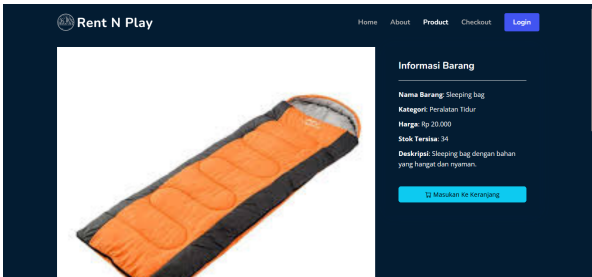 Rent N Play
Home About Product Checkout Login
Informasi Barang
Nama Barang: Sleeping bag
Kategori: Peralatan Tidur
Harga: Rp 20.000
Stok Tersisa: 34
Deskripsi: Sleeping bag dengan bahan
yang hangat dan nyaman.
Masukan Ke Keranjang